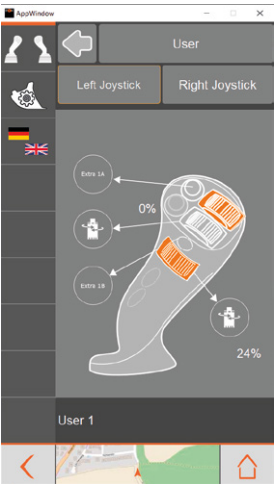 AppWindow
User
Left Joystick
Right Joystick
Extra 1A
0%
Extra 1B
24%
User 1